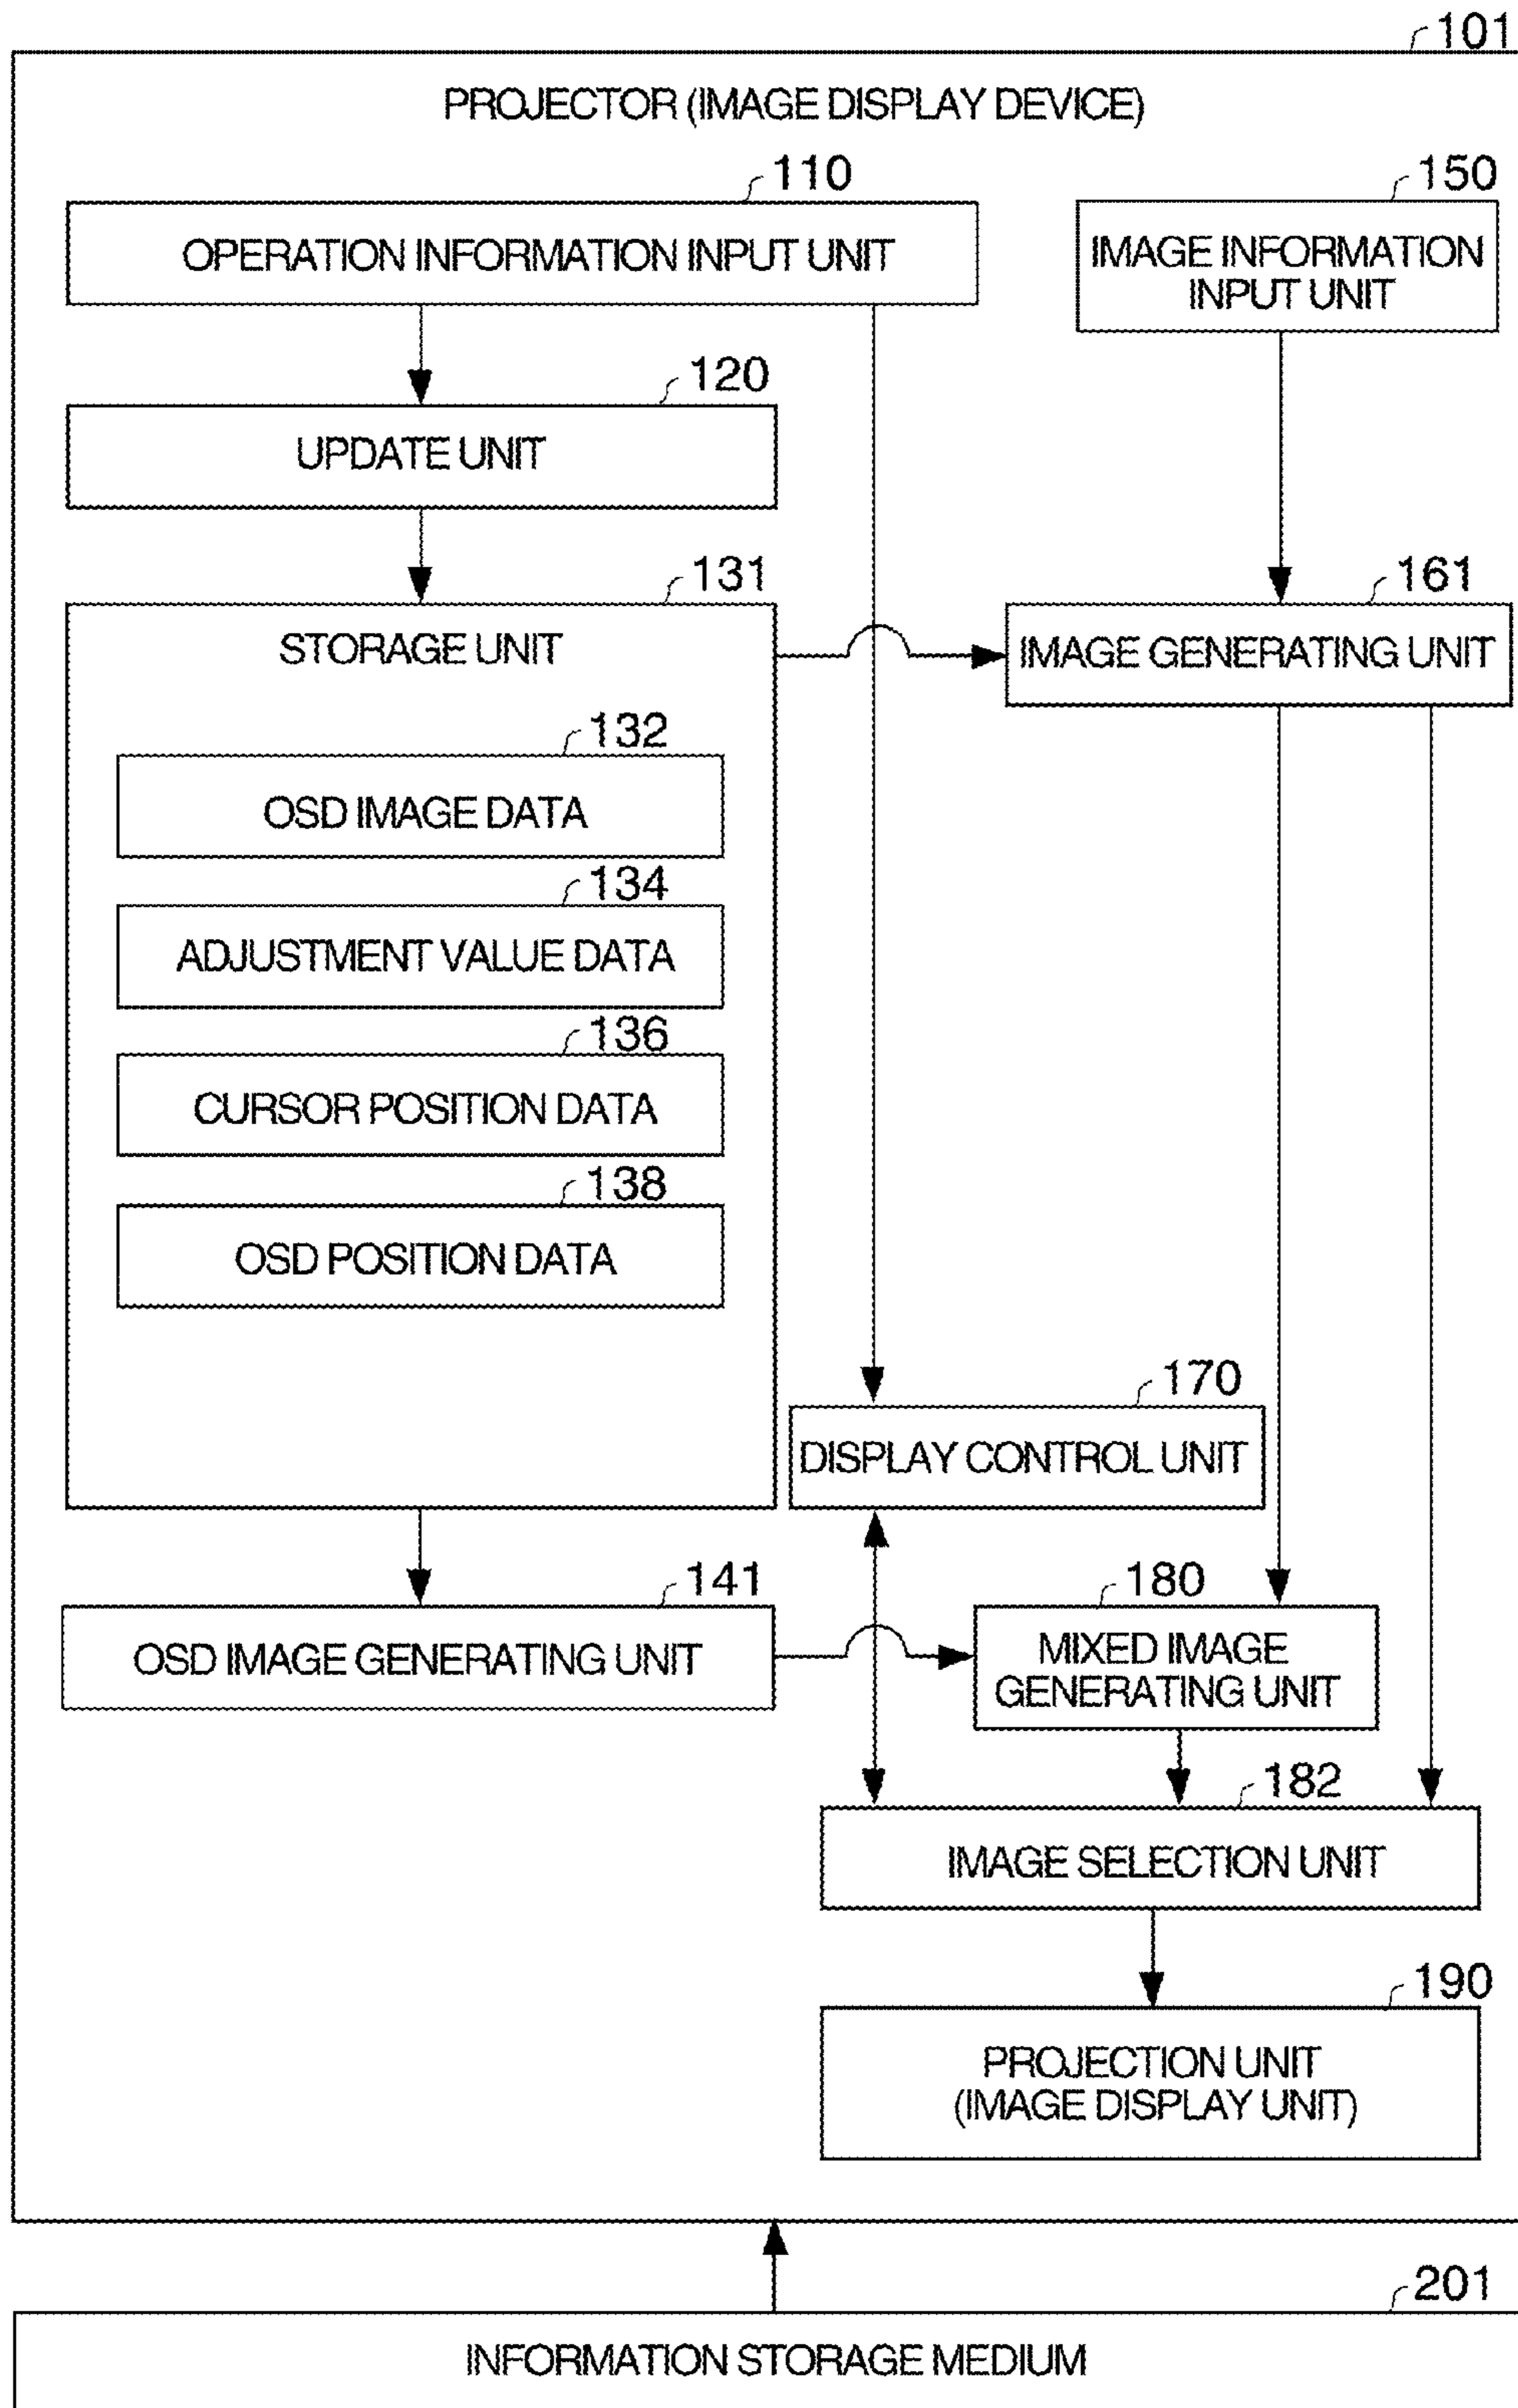 101
PROJECTOR (IMAGE DISPLAY DEVICE)
110
OPERATION INFORMATION INPUT UNIT
150
IMAGE INFORMATION
INPUT UNIT
120
UPDATE UNIT
131
STORAGE UNIT
161
IMAGE GENERATING UNIT
132
OSD IMAGE DATA
134
ADJUSTMENT VALUE DATA
136
CURSOR POSITION DATA
138
OSD POSITION DATA
170
DISPLAY CONTROL UNIT
141
OSD IMAGE GENERATING UNIT
180
MIXED IMAGE
GENERATING UNIT
182
IMAGE SELECTION UNIT
190
PROJECTION UNIT
(IMAGE DISPLAY UNIT)
201
INFORMATION STORAGE MEDIUM